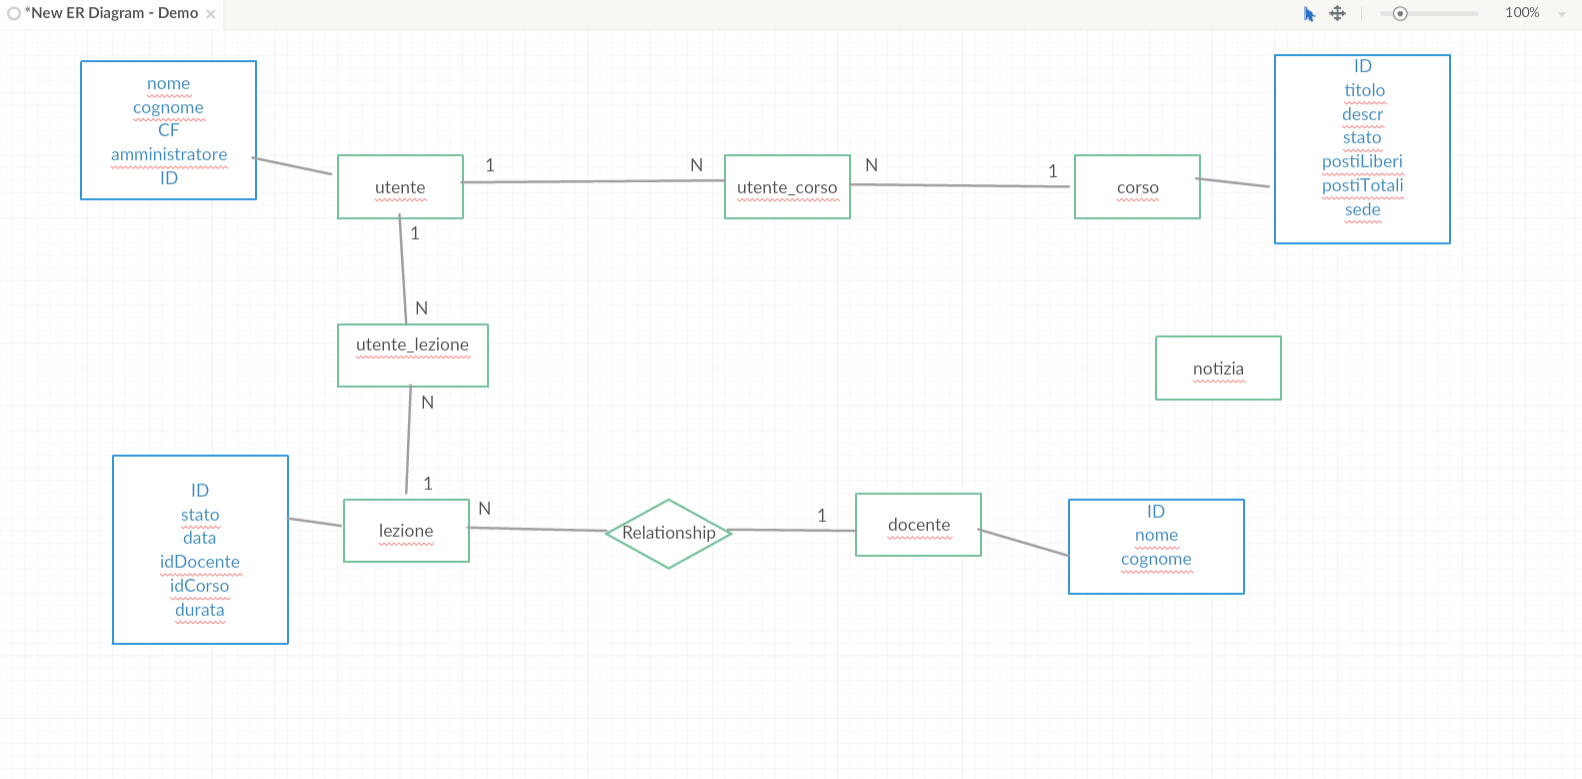 *New ER Diagram - Demo
100%
nome
cognome
CF
amministratore
ID
utente
1
N
utente_corso
N
1
corso
ID
titolo
descr
stato
postiLiberi
postiTotali
sede
1
N
utente_lezione
N
1
notizia
ID
stato
data
idDocente
idCorso
durata
lezione
N
Relationship
1
docente
ID
nome
cognome